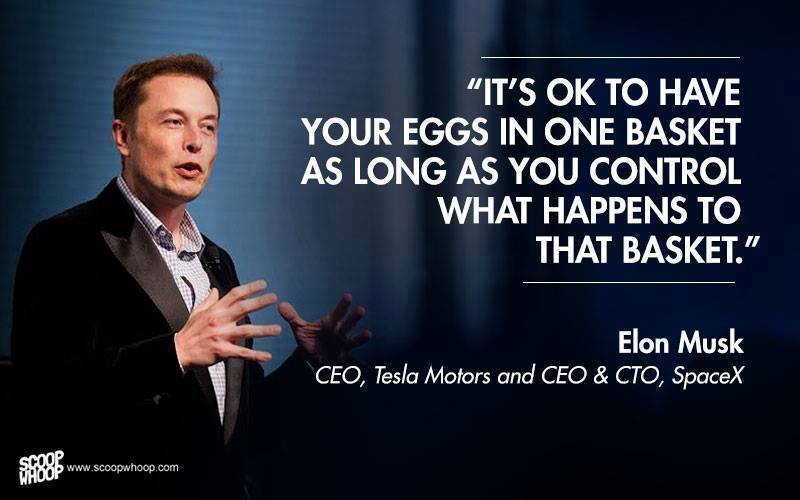 “IT’S OK TO HAVE
YOUR EGGS IN ONE BASKET
AS LONG AS YOU CONTROL
WHAT HAPPENS TO
THAT BASKET.”
Elon Musk
CEO, Tesla Motors and CEO & CTO, SpaceX
SCOOP
WHOOP
www.scoopwhoop.com